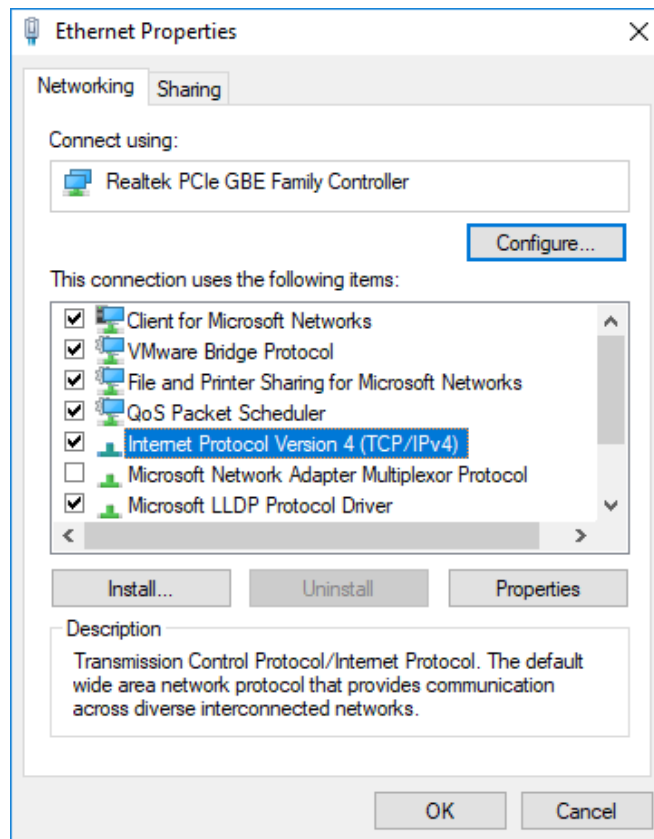 Ethernet Properties
Networking
Sharing
Connect using:
Realtek PCIe GBE Family Controller
Configure...
This connection uses the following items:
Client for Microsoft Networks
VMware Bridge Protocol
File and Printer Sharing for Microsoft Networks
QoS Packet Scheduler
Internet Protocol Version 4 (TCP/IPv4)
Microsoft Network Adapter Multiplexor Protocol
Microsoft LLDP Protocol Driver
Install...
Uninstall
Properties
Description
Transmission Control Protocol/Internet Protocol. The default
wide area network protocol that provides communication
across diverse interconnected networks.
OK
Cancel